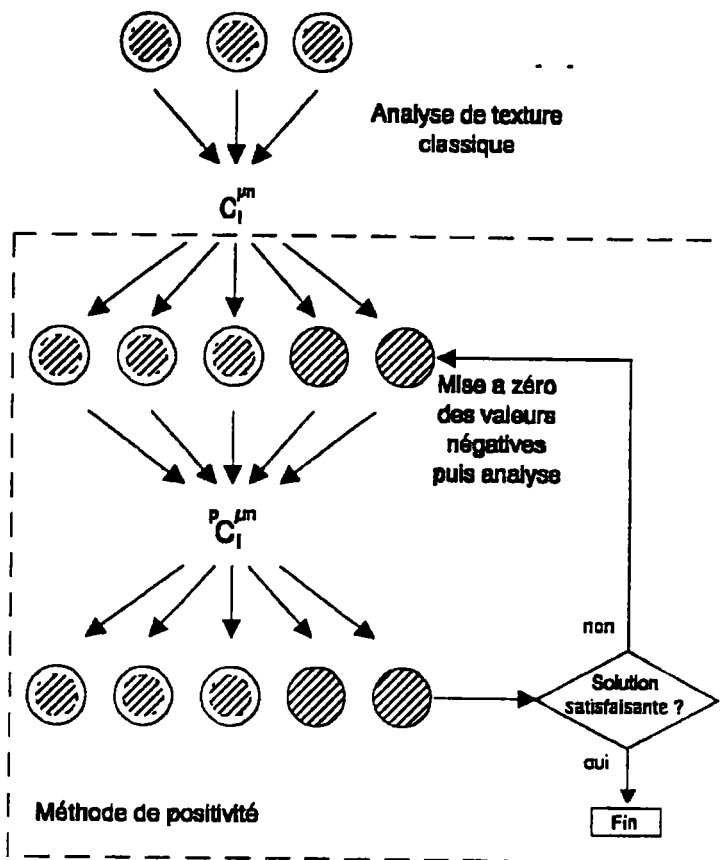 Analyse de texture
classique
C_l^{μn}
Mise a zéro
des valeurs
négatives
puis analyse
^pC_l^{μn}
non
Solution
satisfaisante ?
oui
Méthode de positivité
Fin